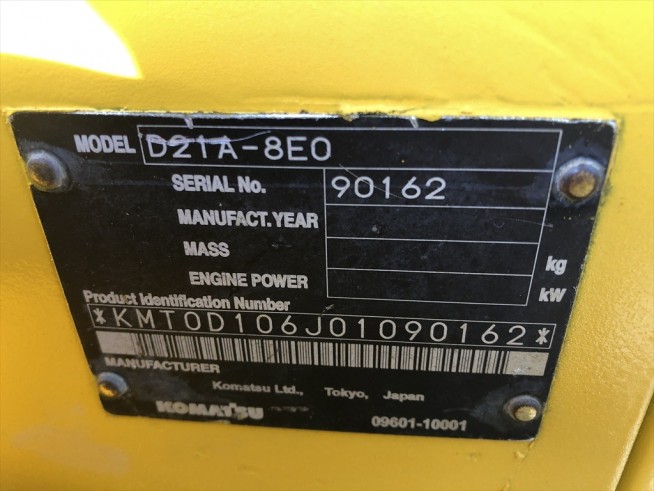 MODEL D21A-8E0
SERIAL No. 90162
MANUFACT.YEAR
MASS kg
ENGINE POWER kW
Product Identification Number
*KMT0D106J01090162*
MANUFACTURER
Komatsu Ltd., Tokyo, Japan
KOMATSU 09601-10001